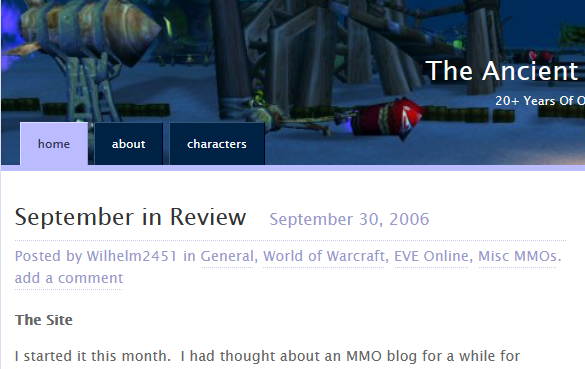 The Ancient
20+ Years Of O
home about characters
September in Review September 30, 2006
Posted by Wilhelm2451 in General, World of Warcraft, EVE Online, Misc MMOs.
add a comment
The Site
I started it this month. I had thought about an MMO blog for a while for